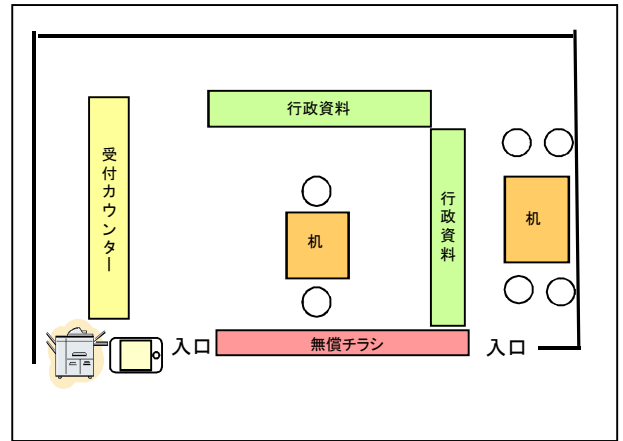 行政資料
受付カウンター
行政資料
机
机
入口
無償チラシ
入口